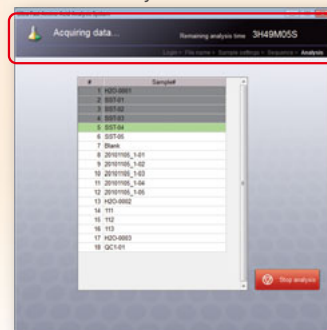 Acquiring data...
Remaining analysis time 3H49M05S
Login > File name > Sample settings > Sequence > Analysis
# Sample#
1 H2O-0001
2 SST-01
3 SST-02
4 SST-03
5 SST-04
6 SST-05
7 Blank
8 20101105_1-01
9 20101105_1-02
10 20101105_1-03
11 20101105_1-04
12 20101105_1-05
13 H2O-0002
14 111
15 112
16 113
17 H2O-0003
18 QC1-01
Stop analysis